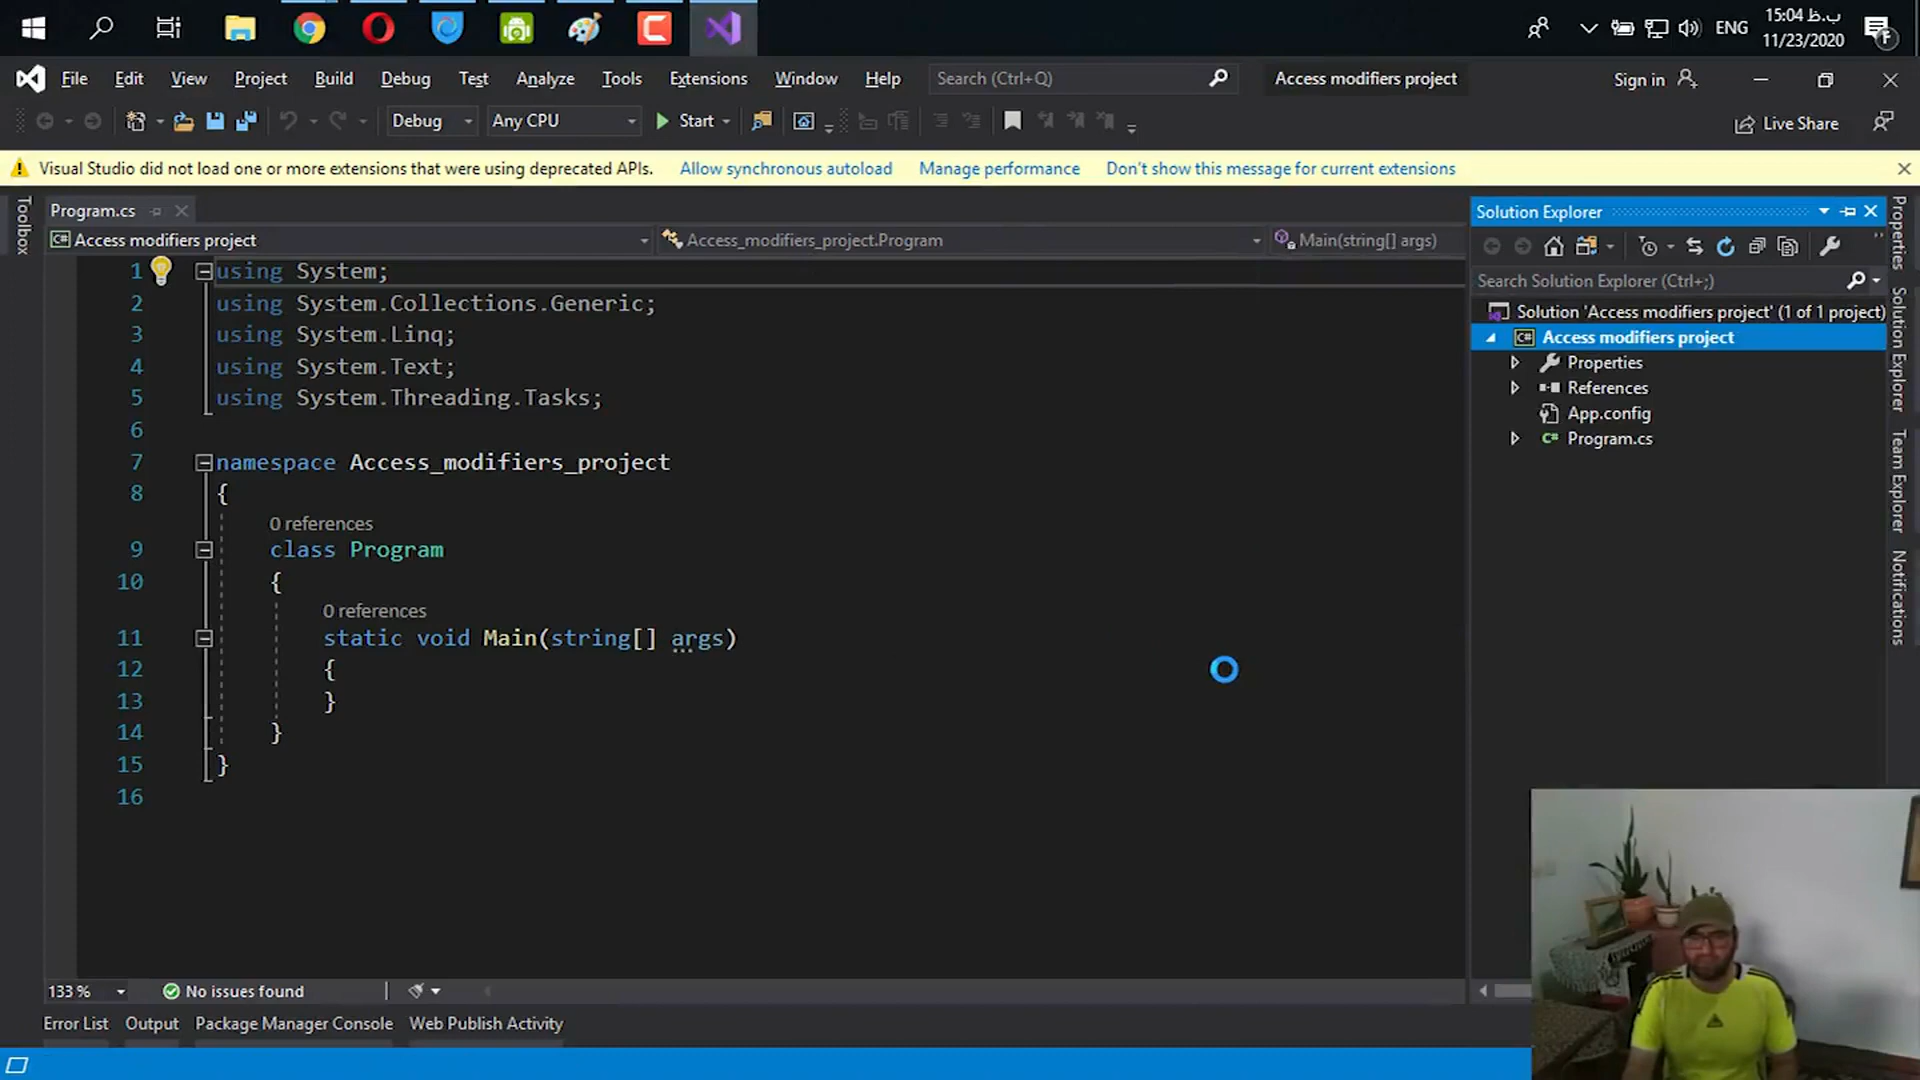 ENG
15:04 ب.ظ
11/23/2020
F
File Edit View Project Build Debug Test Analyze Tools Extensions Window Help
Search (Ctrl+Q)
Access modifiers project
Sign in
Debug
Any CPU
Start
Live Share
Visual Studio did not load one or more extensions that were using deprecated APIs. Allow synchronous autoload Manage performance Don't show this message for current extensions
Toolbox
Program.cs
Access modifiers project
Access_modifiers_project.Program
Main(string[] args)
1 using System;
2 using System.Collections.Generic;
3 using System.Linq;
4 using System.Text;
5 using System.Threading.Tasks;
6
7 namespace Access_modifiers_project
8 {
0 references
9 class Program
10 {
0 references
11 static void Main(string[] args)
12 {
13 }
14 }
15 }
16
Solution Explorer
Search Solution Explorer (Ctrl+;)
Solution 'Access modifiers project' (1 of 1 project)
C# Access modifiers project
Properties
References
App.config
C# Program.cs
Properties
Solution Explorer
Team Explorer
Notifications
133 %
No issues found
Error List Output Package Manager Console Web Publish Activity